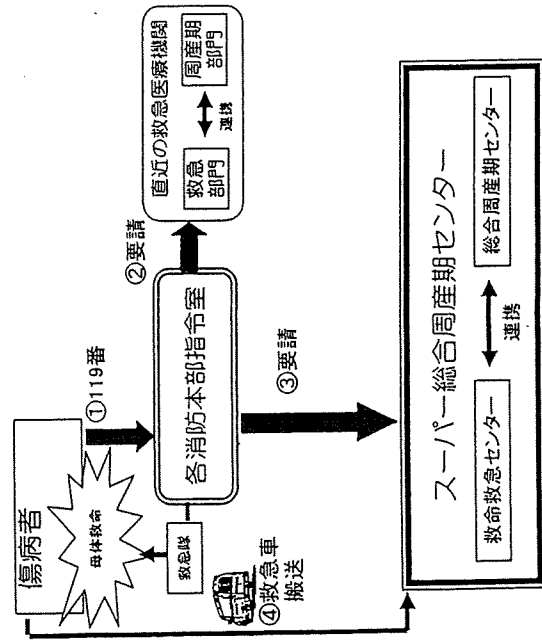 傷病者
母体救命
①119番
各消防本部指令室
救急隊
②要請
直近の救急医療機関
救急
部門
連携
周産期
部門
③要請
④救急車
搬送
スーパー総合周産期センター
救命救急センター
連携
総合周産期センター